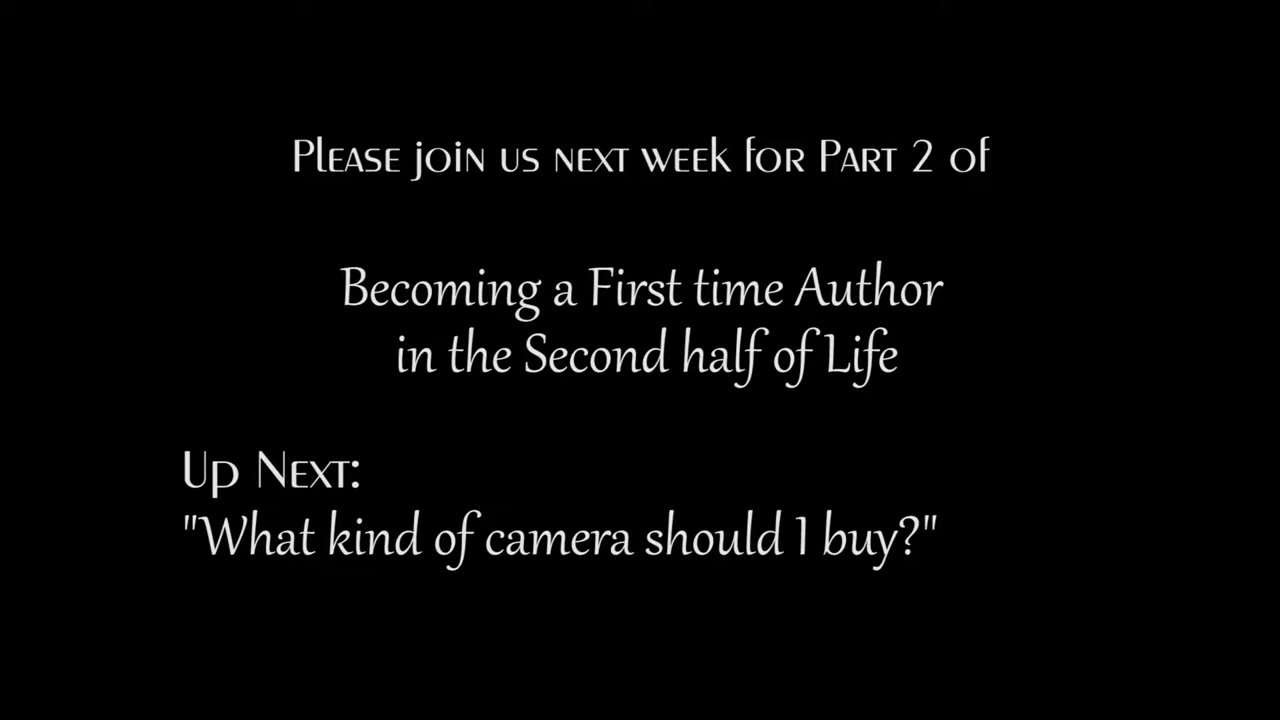 Please join us next week for Part 2 of
Becoming a First time Author
in the Second half of Life
Up Next:
"What kind of camera should I buy?"